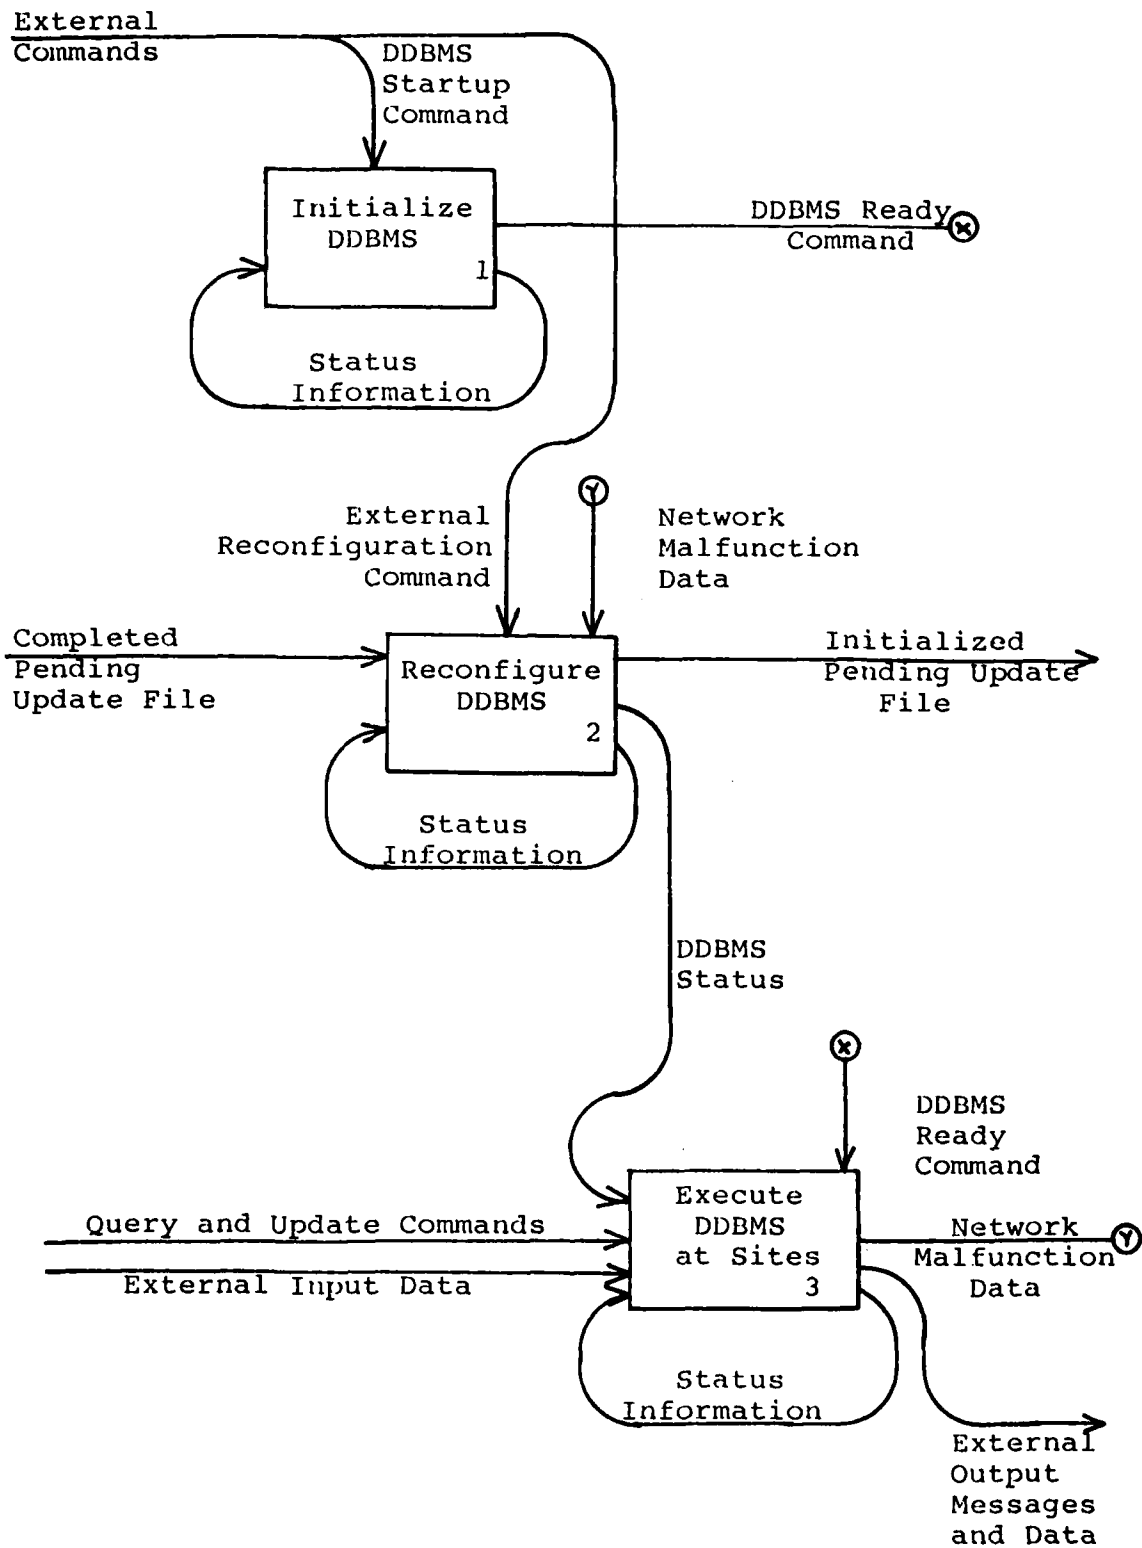 External
Commands
DDBMS
Startup
Command
Initialize
DDBMS
1
DDBMS Ready
Command
X
Status
Information
Y
External
Reconfiguration
Command
Network
Malfunction
Data
Completed
Pending
Update File
Reconfigure
DDBMS
2
Initialized
Pending Update
File
Status
Information
DDBMS
Status
X
DDBMS
Ready
Command
Execute
DDBMS
at Sites
3
Query and Update Commands
External Input Data
Network
Malfunction
Data
Y
Status
Information
External
Output
Messages
and Data